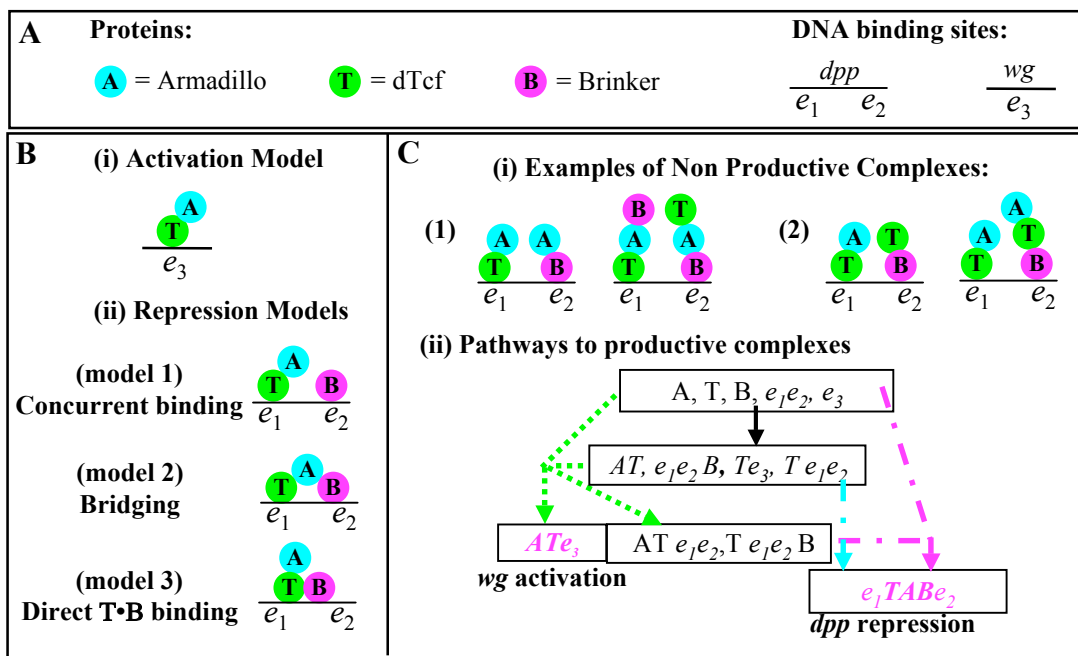 A Proteins: DNA binding sites:
A = Armadillo T = dTcf B = Brinker
dpp wg
e1 e2 e3
B
(i) Activation Model
A
T
e3
(ii) Repression Models
(model 1)
Concurrent binding
A
T B
e1 e2
(model 2)
Bridging
A
T B
e1 e2
(model 3)
Direct T•B binding
A
T B
e1 e2
C
(i) Examples of Non Productive Complexes:
(1)
A A
T B
e1 e2
B T
A A
T B
e1 e2
(2)
A T
T B
e1 e2
A
A T
T B
e1 e2
(ii) Pathways to productive complexes
A, T, B, e1e2, e3
AT, e1e2 B, Te3, T e1e2
ATe3
AT e1e2,T e1e2 B
wg activation
e1TABe2
dpp repression